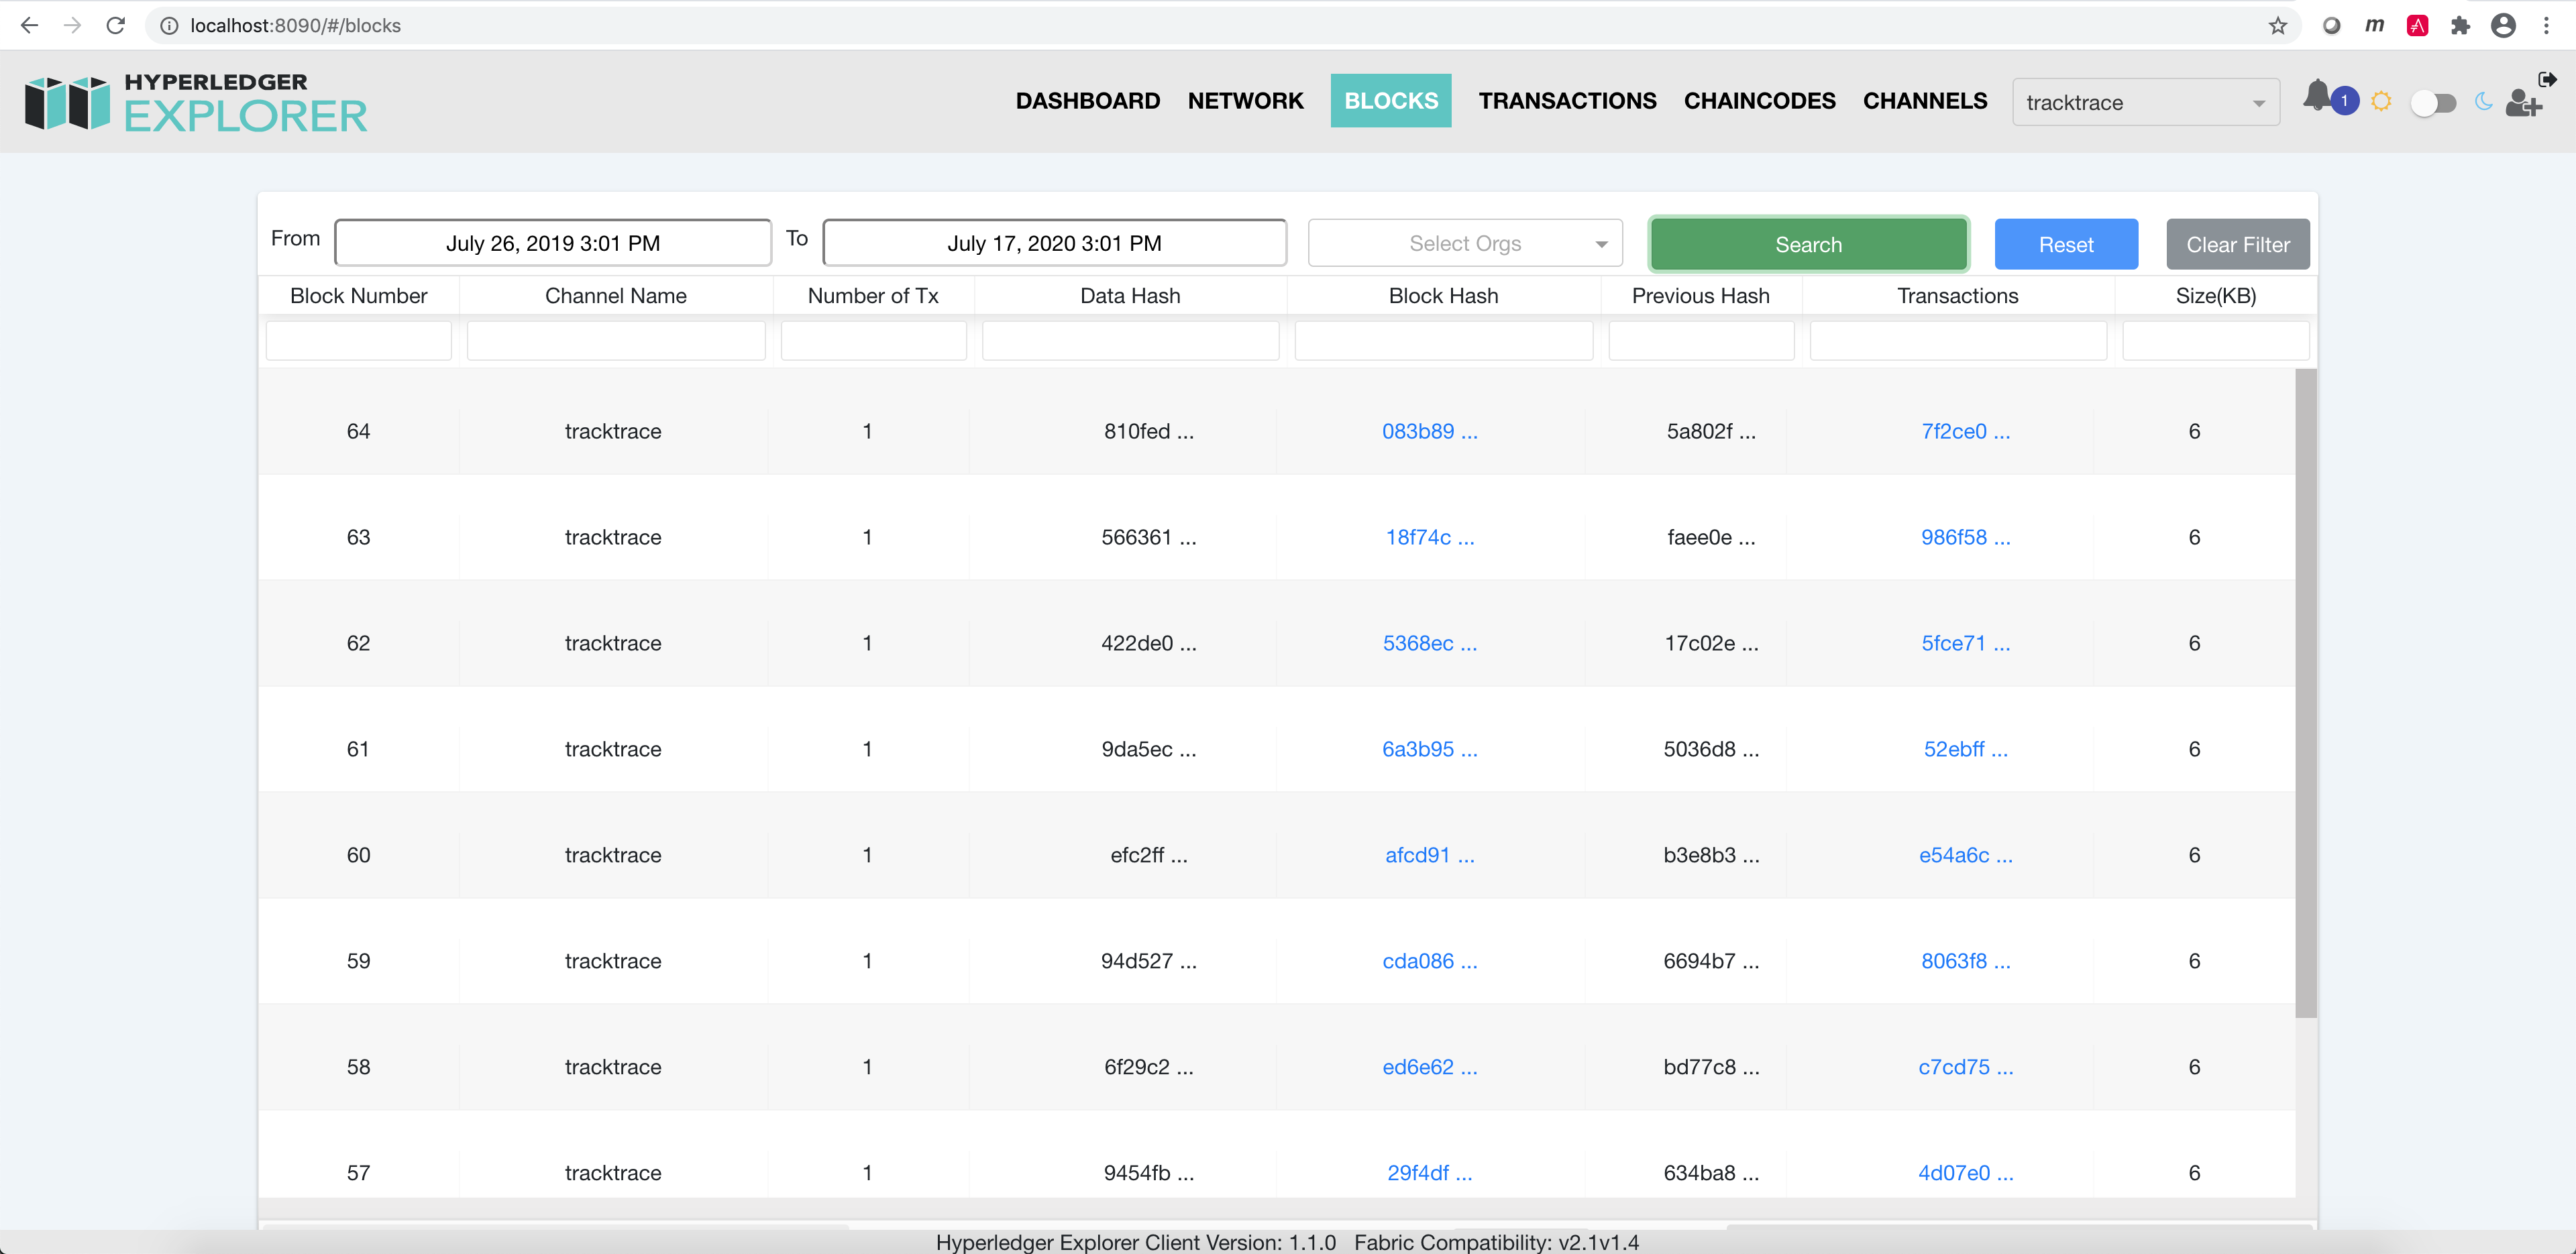 localhost:8090/#/blocks
HYPERLEDGER
EXPLORER
DASHBOARD NETWORK BLOCKS TRANSACTIONS CHAINCODES CHANNELS tracktrace 1
From July 26, 2019 3:01 PM To July 17, 2020 3:01 PM Select Orgs Search Reset Clear Filter
Block Number Channel Name Number of Tx Data Hash Block Hash Previous Hash Transactions Size(KB)
64 tracktrace 1 810fed ... 083b89 ... 5a802f ... 7f2ce0 ... 6
63 tracktrace 1 566361 ... 18f74c ... faee0e ... 986f58 ... 6
62 tracktrace 1 422de0 ... 5368ec ... 17c02e ... 5fce71 ... 6
61 tracktrace 1 9da5ec ... 6a3b95 ... 5036d8 ... 52ebff ... 6
60 tracktrace 1 efc2ff ... afcd91 ... b3e8b3 ... e54a6c ... 6
59 tracktrace 1 94d527 ... cda086 ... 6694b7 ... 8063f8 ... 6
58 tracktrace 1 6f29c2 ... ed6e62 ... bd77c8 ... c7cd75 ... 6
57 tracktrace 1 9454fb ... 29f4df ... 634ba8 ... 4d07e0 ... 6
Hyperledger Explorer Client Version: 1.1.0 Fabric Compatibility: v2.1v1.4